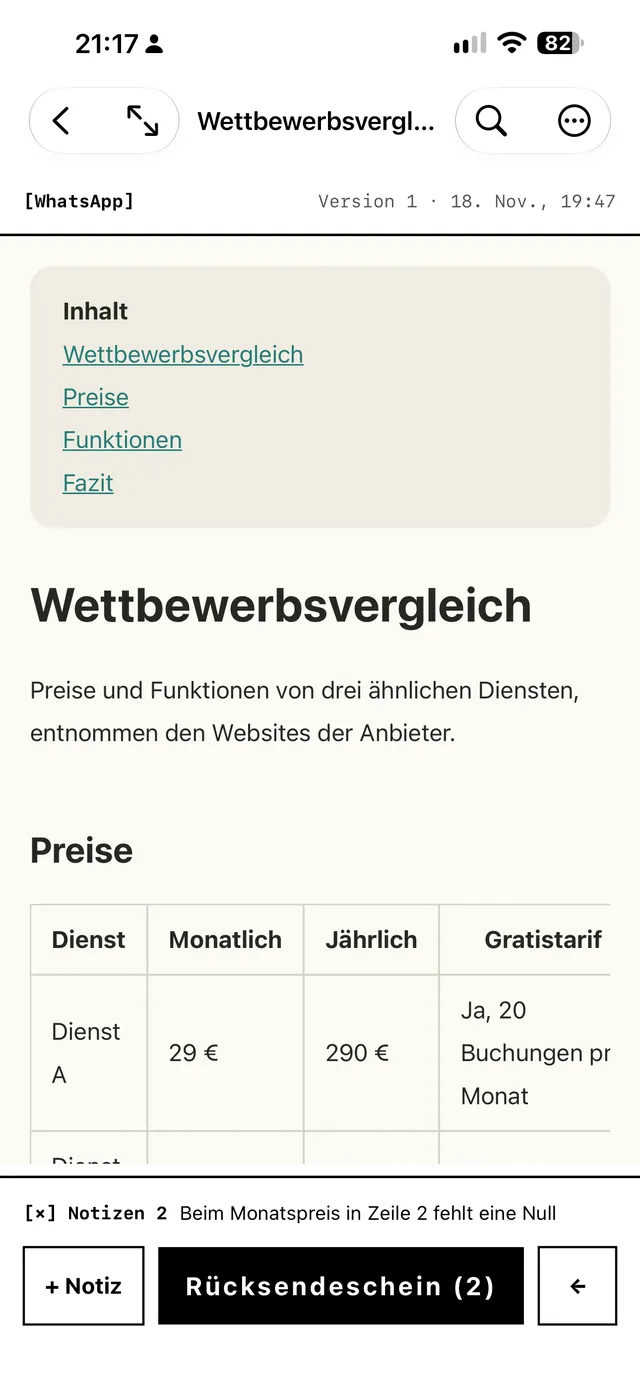 21:17
82
Wettbewerbsvergl...
[WhatsApp]
Version 1 · 18. Nov., 19:47
Inhalt
Wettbewerbsvergleich
Preise
Funktionen
Fazit
Wettbewerbsvergleich
Preise und Funktionen von drei ähnlichen Diensten,
entnommen den Websites der Anbieter.
Preise
Dienst Monatlich Jährlich Gratistarif
Dienst A 29 € 290 € Ja, 20 Buchungen pr Monat
Dienst
[×] Notizen 2 Beim Monatspreis in Zeile 2 fehlt eine Null
+ Notiz Rücksendeschein (2) ←